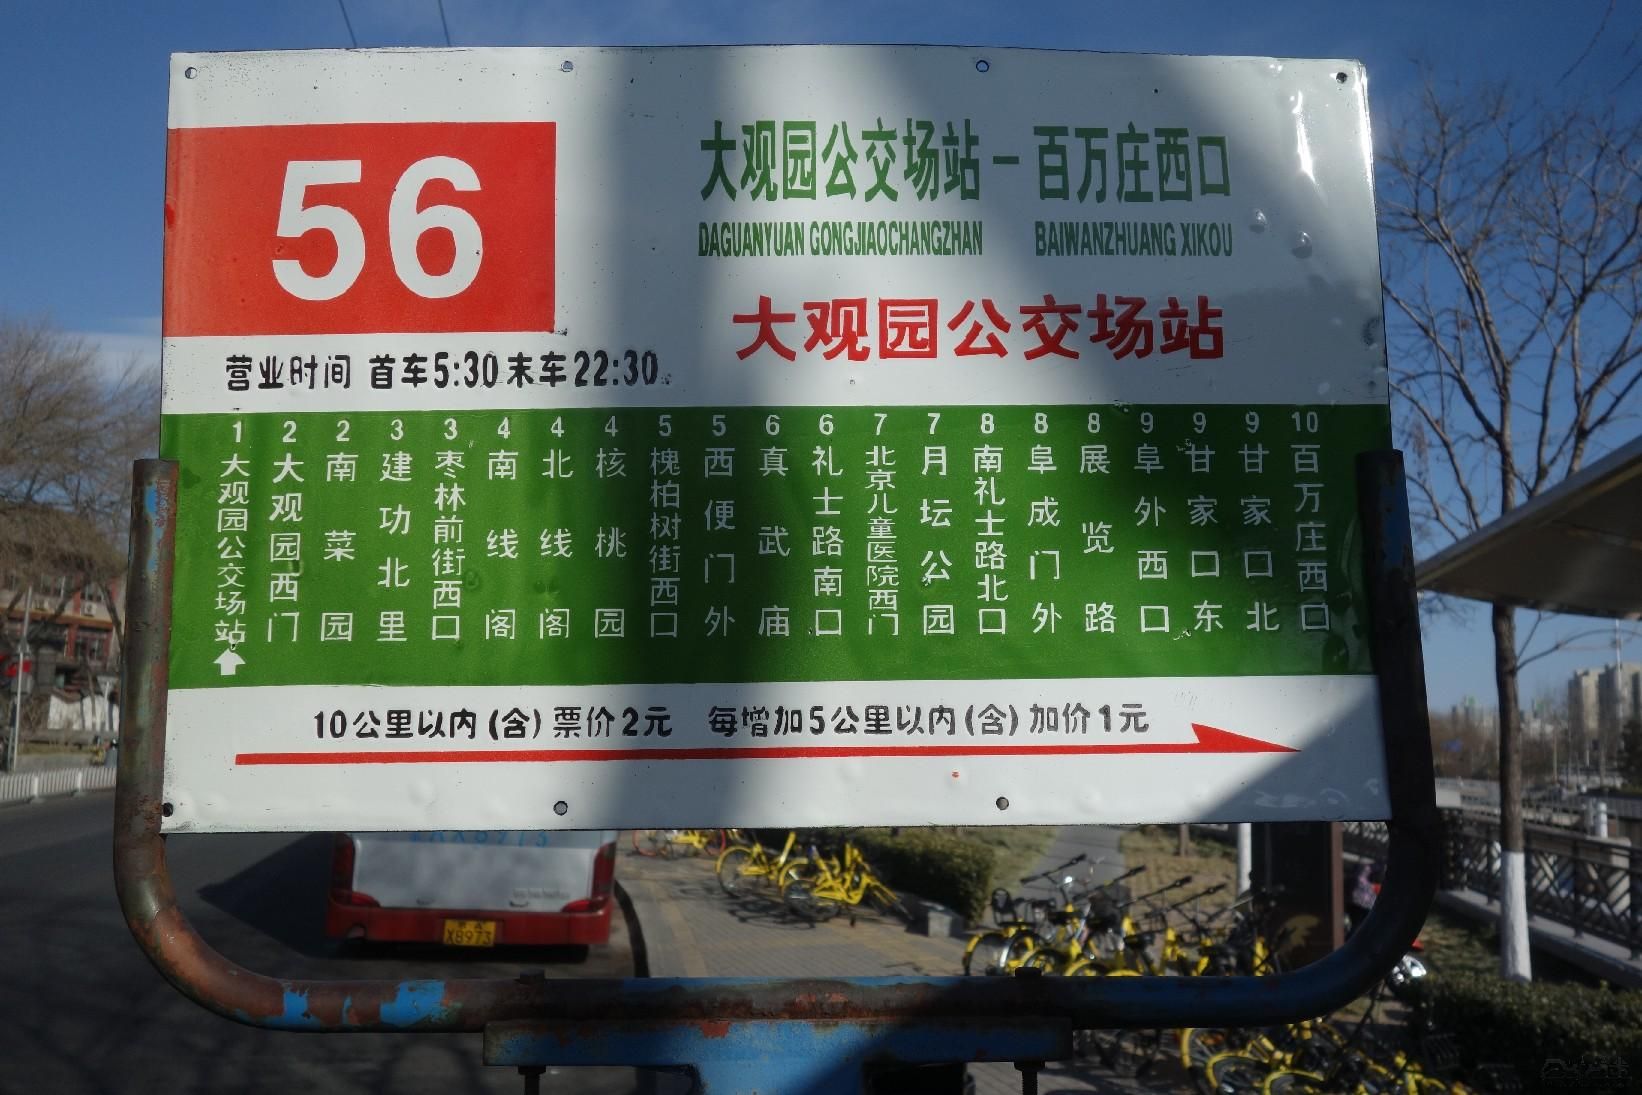 56
大观园公交场站－百万庄西口
DAGUANYUAN GONGJIAOCHANGZHAN BAIWANZHUANG XIKOU
大观园公交场站
营业时间 首车5:30末车22:30
1 大观园公交场站
2 大观园西门
2 南菜园
3 建功北里
3 枣林前街西口
4 南线阁
4 北线阁
4 核桃园
5 槐柏树街西口
5 西便门外
6 真武庙
6 礼士路南口
7 北京儿童医院西门
7 月坛公园
8 南礼士路北口
8 阜成门外
8 展览路
9 阜外西口
9 甘家口东
9 甘家口北
10 百万庄西口
10公里以内(含)票价2元 每增加5公里以内(含)加价1元
X8973